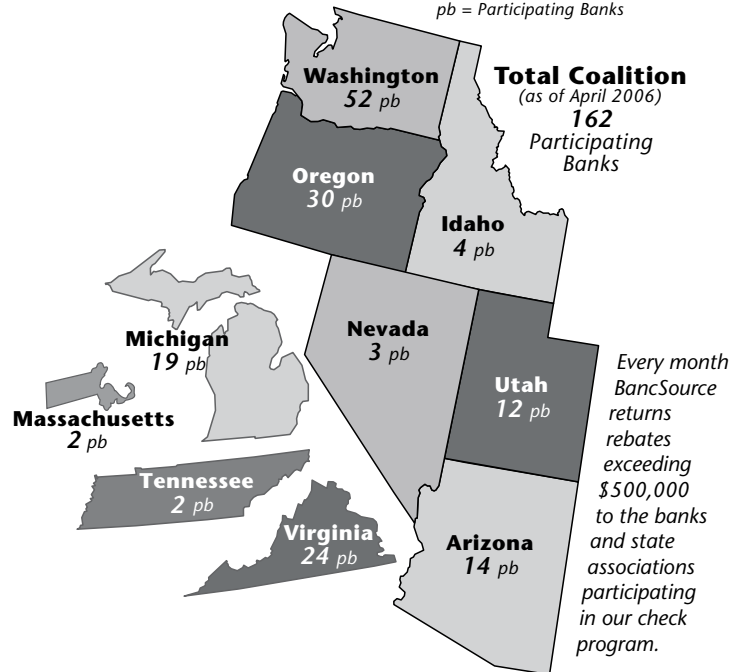 pb = Participating Banks
Washington
52 pb
Total Coalition
(as of April 2006)
162
Participating
Banks
Oregon
30 pb
Idaho
4 pb
Michigan
19 pb
Nevada
3 pb
Utah
12 pb
Massachusetts
2 pb
Tennessee
2 pb
Virginia
24 pb
Arizona
14 pb
Every month
BancSource
returns
rebates
exceeding
$500,000
to the banks
and state
associations
participating
in our check
program.